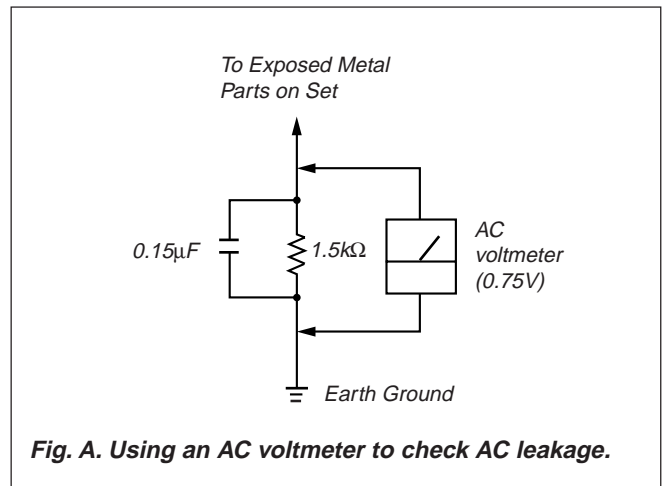 To Exposed Metal
Parts on Set
0.15μF
1.5kΩ
AC
voltmeter
(0.75V)
Earth Ground
Fig. A. Using an AC voltmeter to check AC leakage.